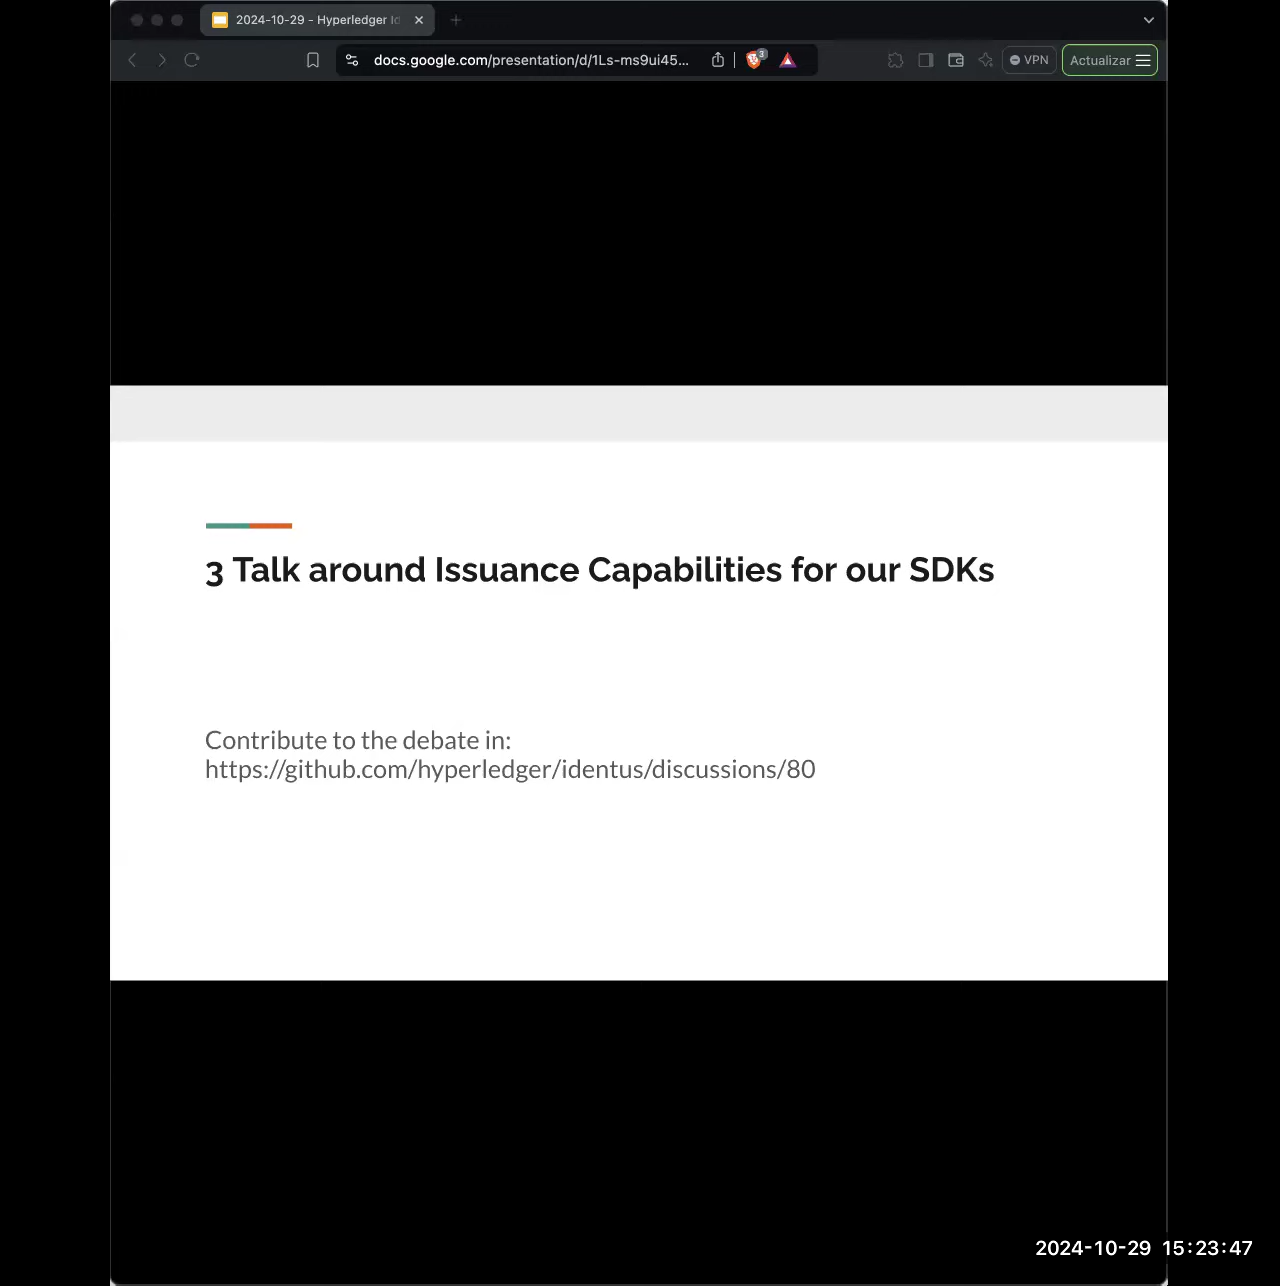 2024-10-29 - Hyperledger
docs.google.com/presentation/d/1Ls-ms9ui45...
3
VPN
Actualizar
3 Talk around Issuance Capabilities for our SDKs
Contribute to the debate in:
https://github.com/hyperledger/identus/discussions/80
2024-10-29 15:23:47